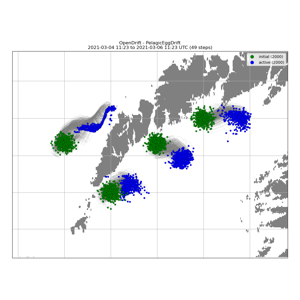 OpenDrift - PelagicEggDrift
2021-03-04 11:23 to 2021-03-06 11:23 UTC (49 steps)
initial (2000)
active (2000)